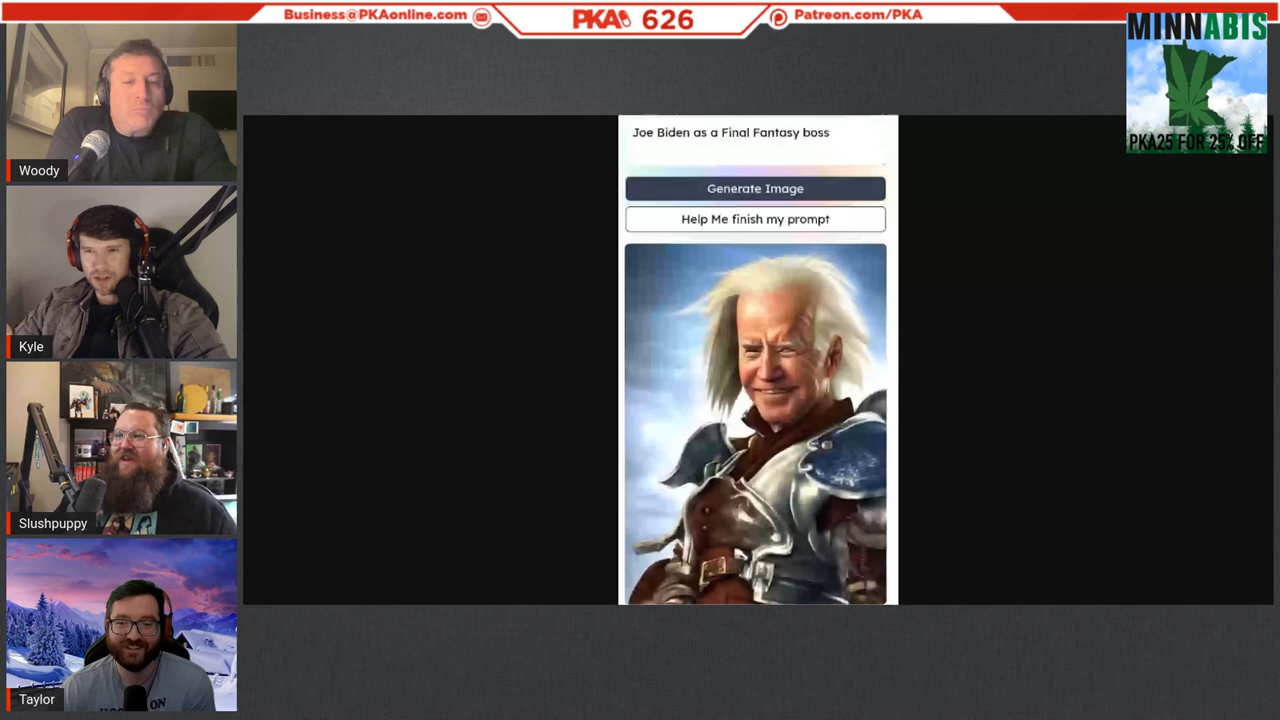 Business@PKAonline.com
PKA 626
Patreon.com/PKA
MINNABIS
PKA25 FOR 25% OFF
Woody
Kyle
Slushpuppy
Taylor
Joe Biden as a Final Fantasy boss
Generate Image
Help Me finish my prompt